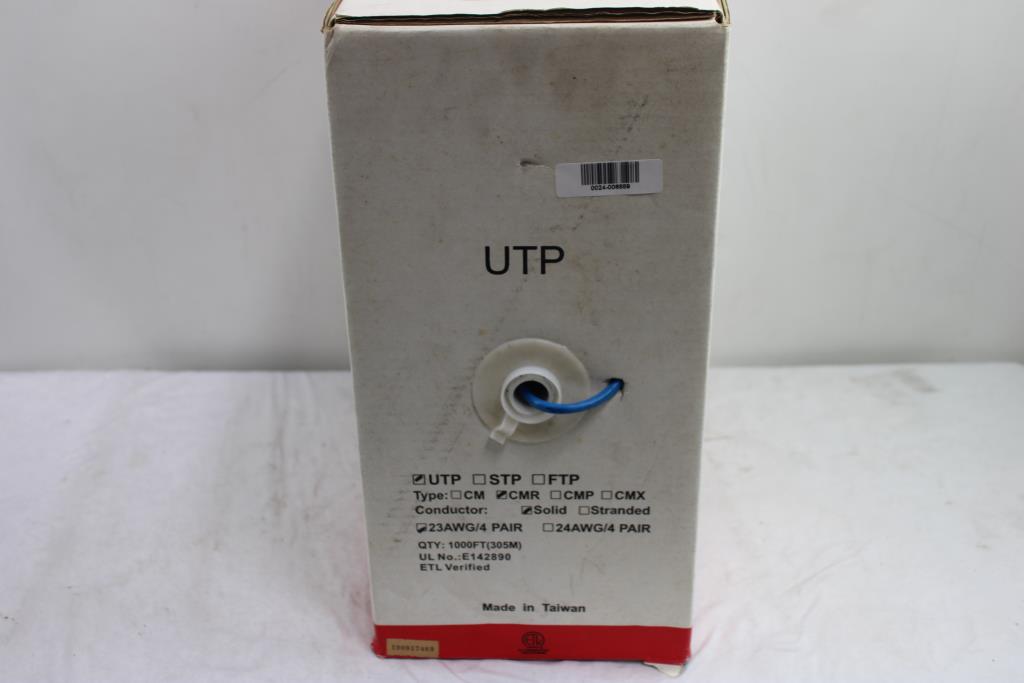 0024-008889
UTP
☑UTP ☐STP ☐FTP
Type:☐CM ☑CMR ☐CMP ☐CMX
Conductor: ☑Solid ☐Stranded
☑23AWG/4 PAIR ☐24AWG/4 PAIR
QTY: 1000FT(305M)
UL No.:E142890
ETL Verified
Made in Taiwan
ETL